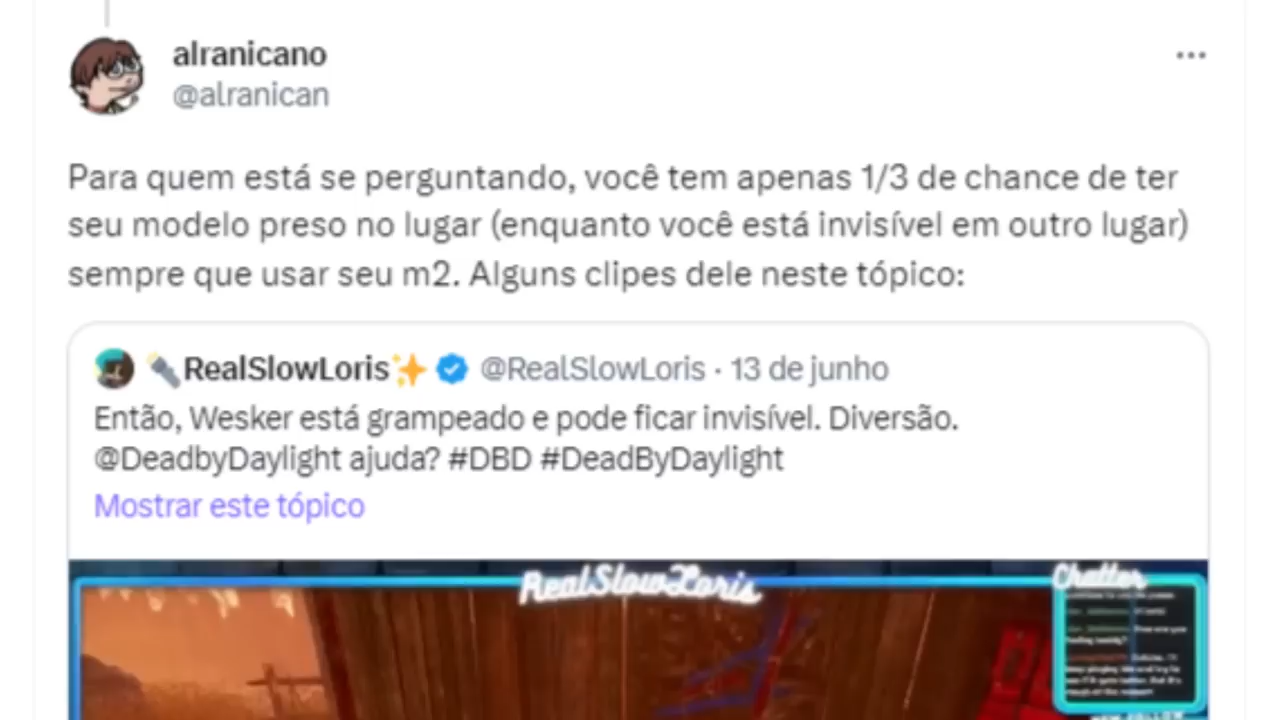 alranicano
@alranican
Para quem está se perguntando, você tem apenas 1/3 de chance de ter
seu modelo preso no lugar (enquanto você está invisível em outro lugar)
sempre que usar seu m2. Alguns clipes dele neste tópico:
RealSlowLoris @RealSlowLoris · 13 de junho
Então, Wesker está grampeado e pode ficar invisível. Diversão.
@DeadbyDaylight ajuda? #DBD #DeadByDaylight
Mostrar este tópico
RealSlowLoris
Chatter